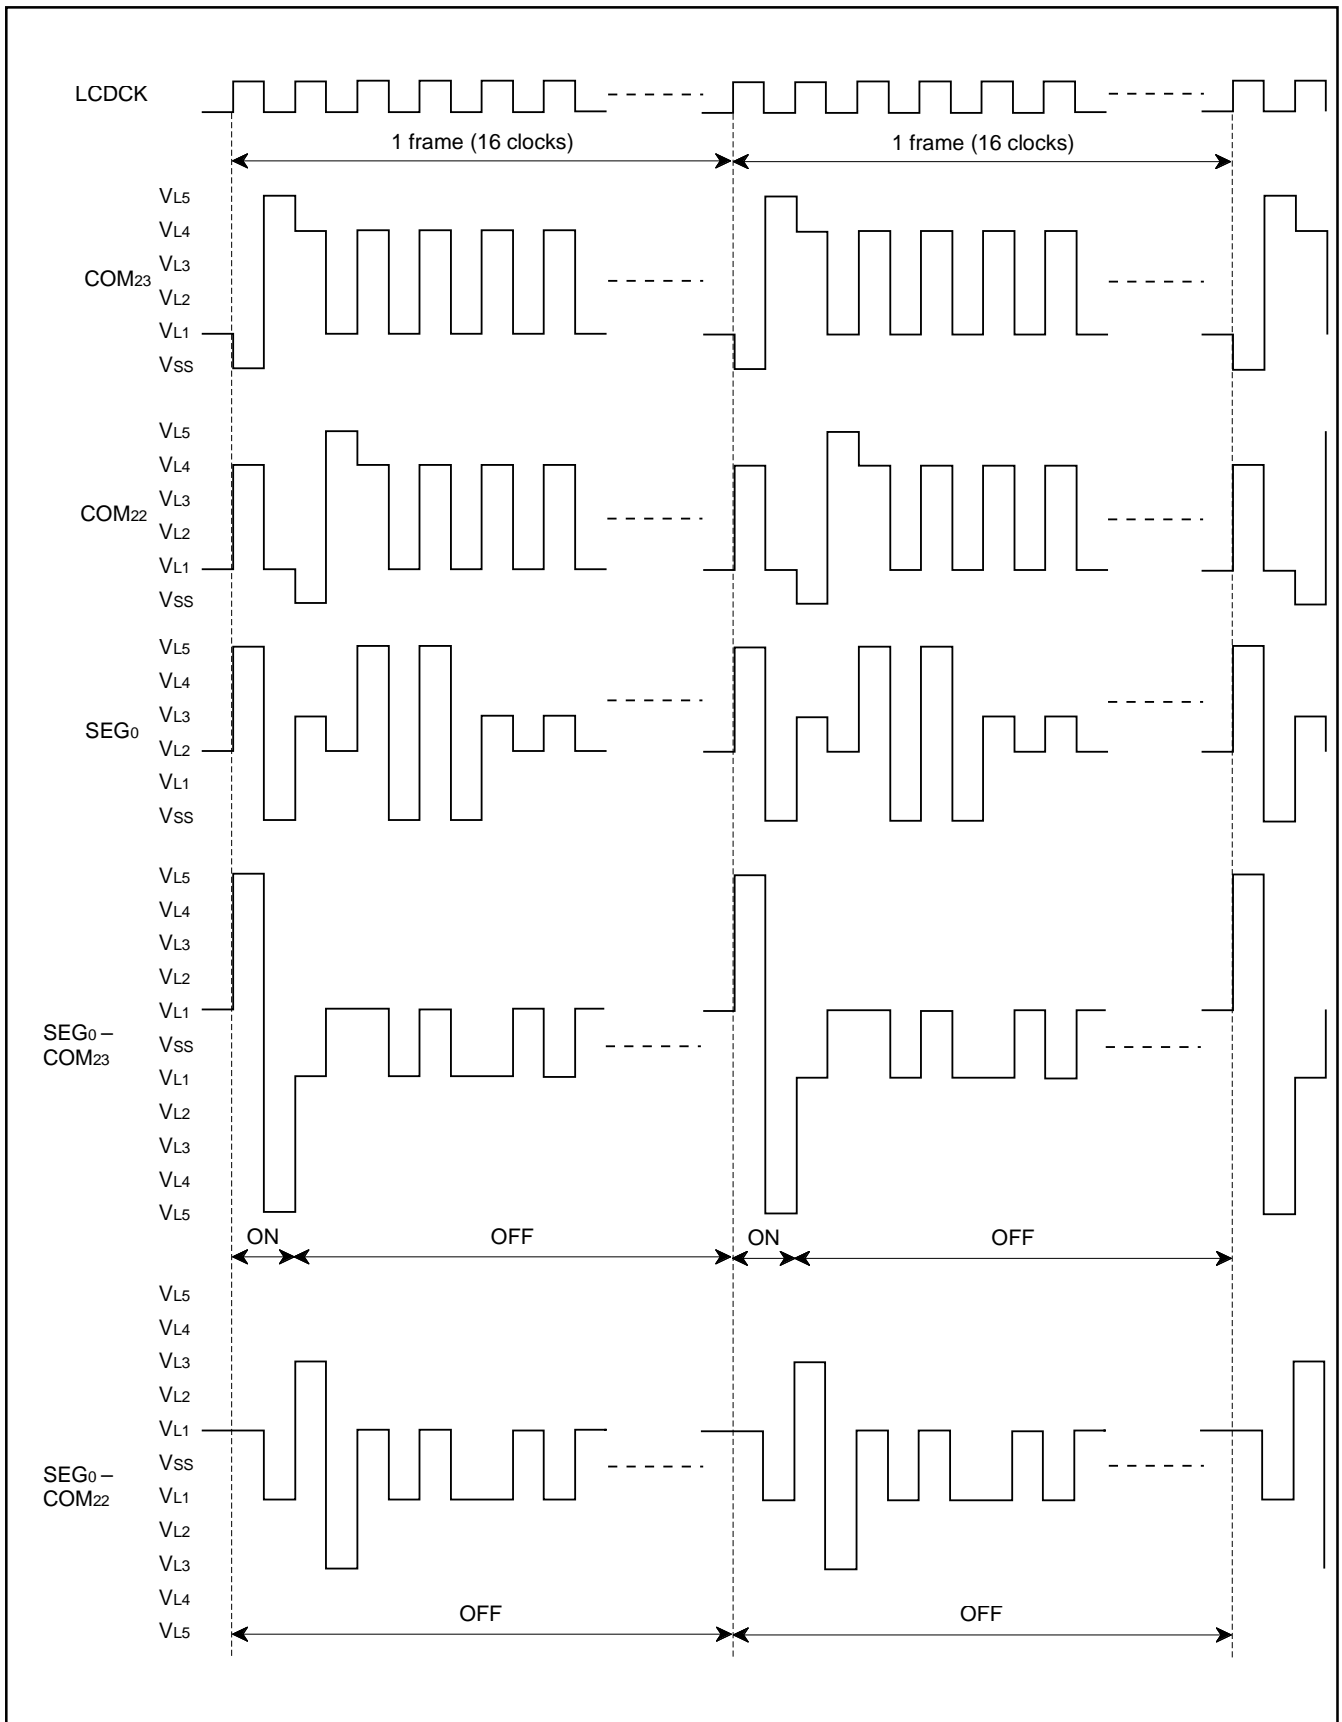 LCDCK
1 frame (16 clocks)
1 frame (16 clocks)
VL5
VL4
VL3
COM23
VL2
VL1
VSS
VL5
VL4
VL3
COM22
VL2
VL1
VSS
VL5
VL4
VL3
SEG0
VL2
VL1
VSS
VL5
VL4
VL3
VL2
VL1
SEG0 –
COM23
VSS
VL1
VL2
VL3
VL4
VL5
ON
OFF
ON
OFF
VL5
VL4
VL3
VL2
VL1
VSS
SEG0 –
COM22
VL1
VL2
VL3
VL4
VL5
OFF
OFF